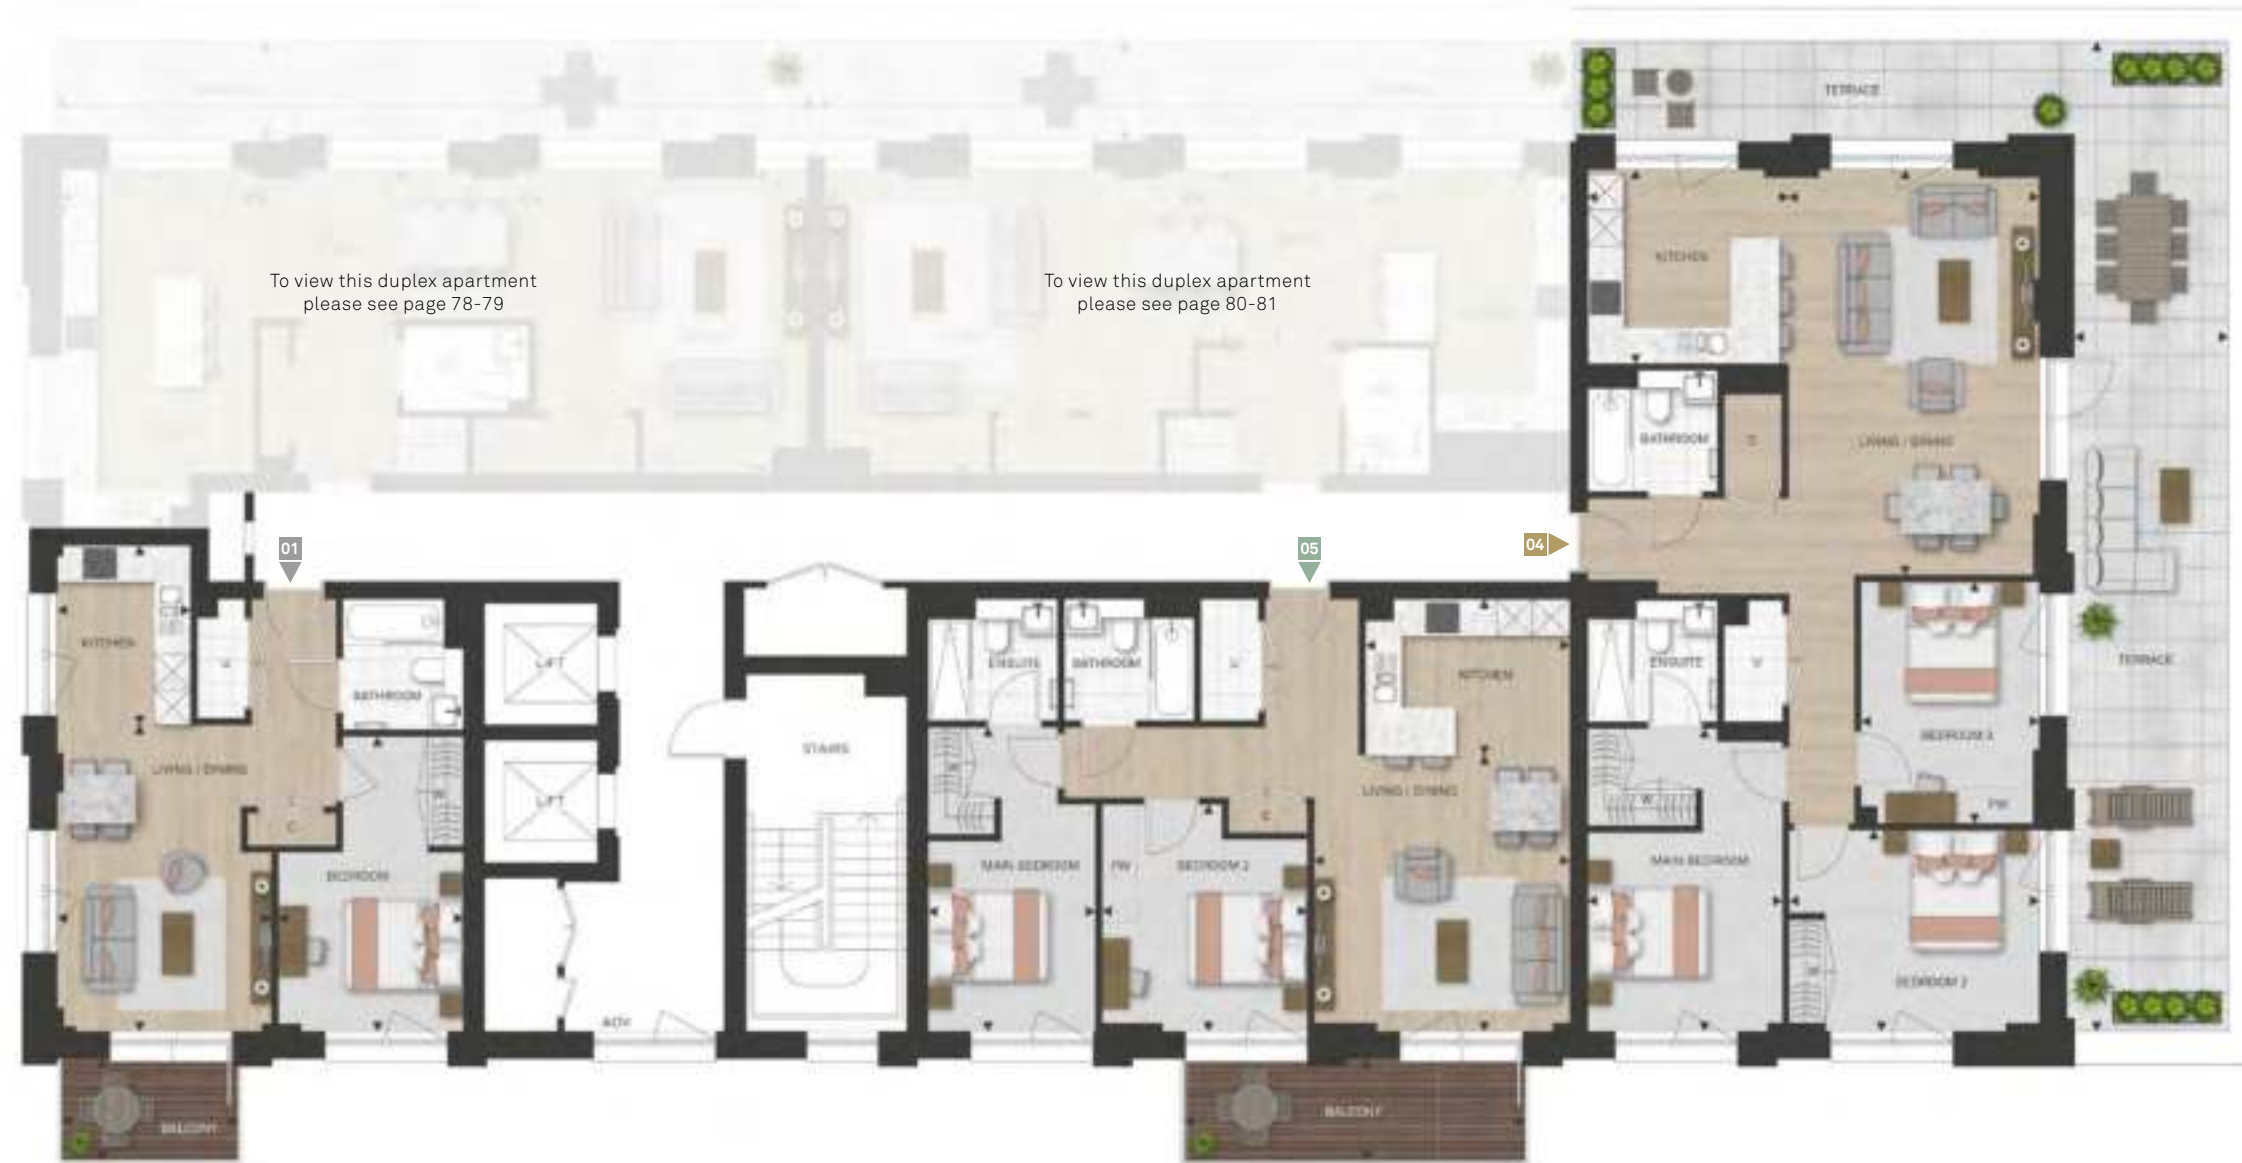 TERRACE
To view this duplex apartment
please see page 78-79
To view this duplex apartment
please see page 80-81
KITCHEN
BATHROOM
C
LIVING / DINING
01
05
04
KITCHEN
U
BATHROOM
LIFT
ENSUITE
BATHROOM
U
KITCHEN
ENSUITE
U
TERRACE
STAIRS
BEDROOM 3
LIVING / DINING
W
C
LIFT
W
LIVING / DINING
C
W
PW
BEDROOM
MAIN BEDROOM
PW
BEDROOM 2
MAIN BEDROOM
W
BEDROOM 2
AOV
BALCONY
BALCONY